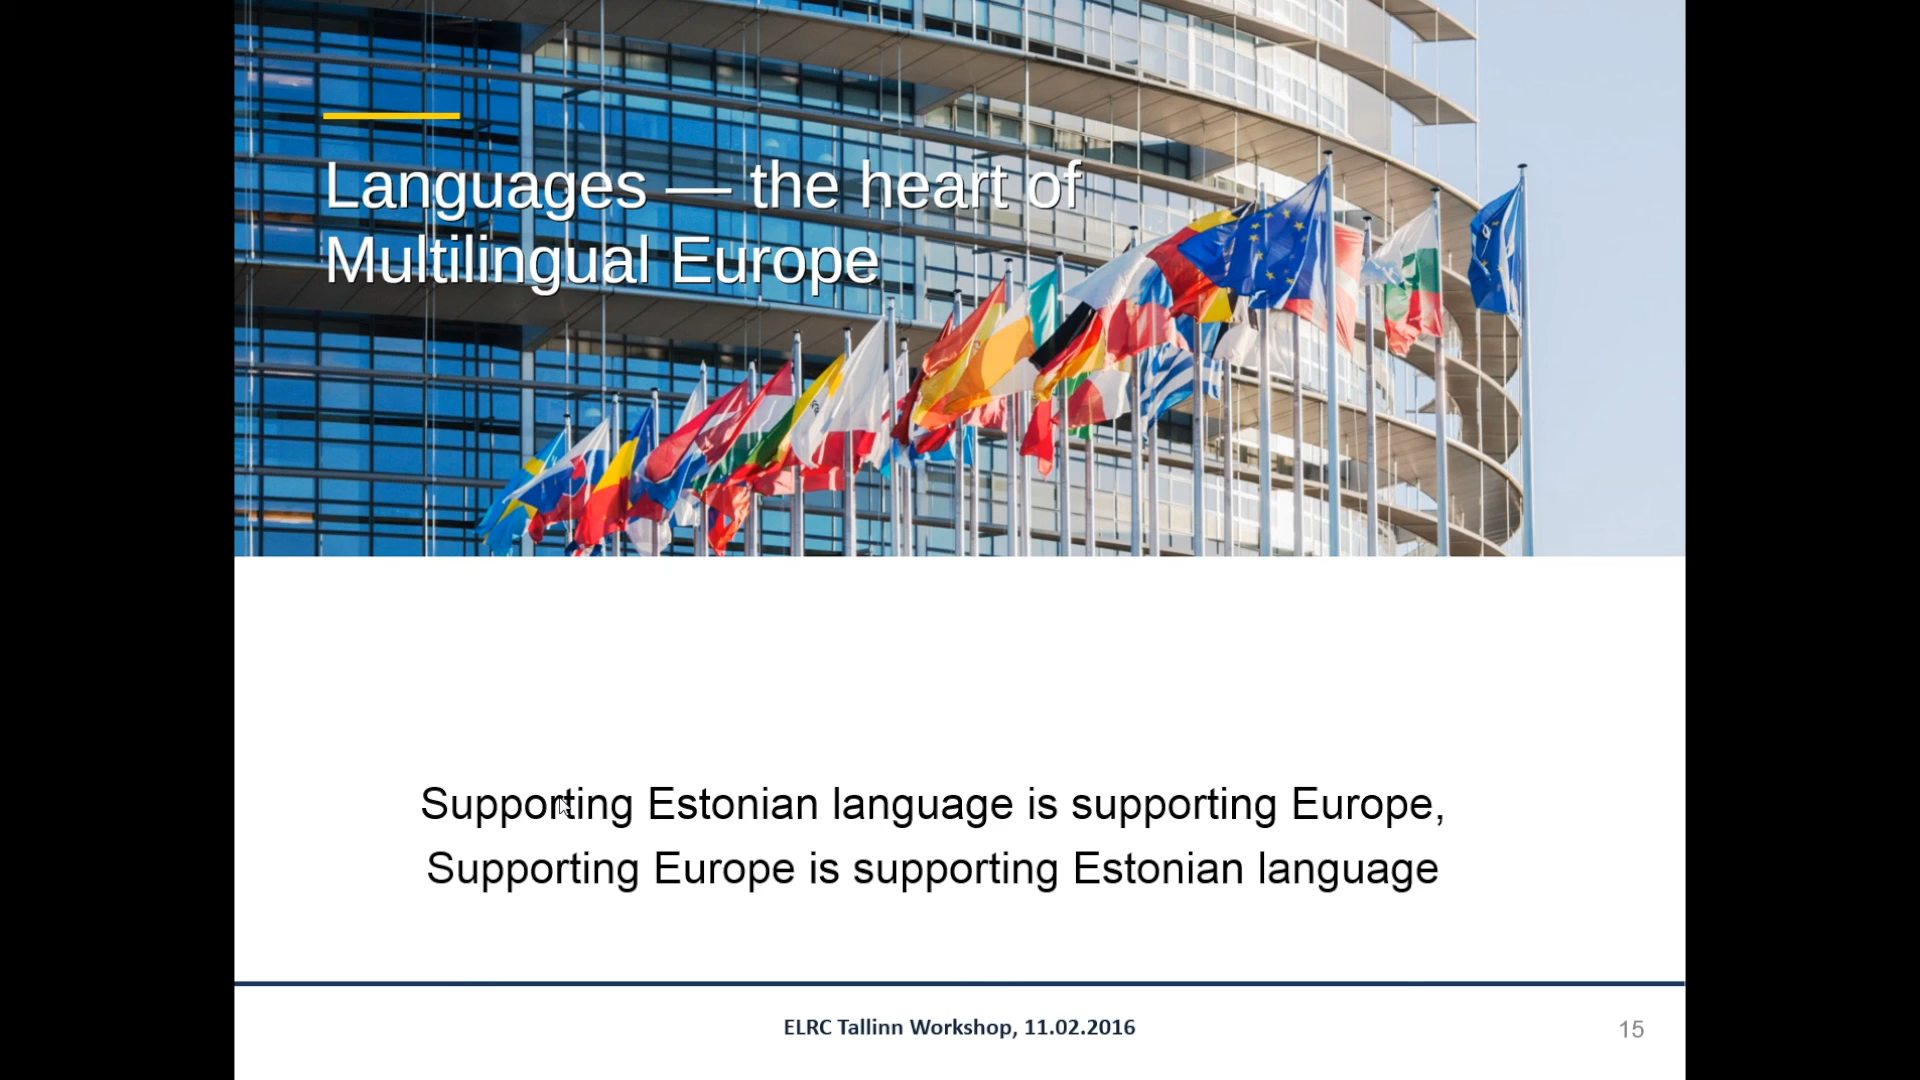 Languages — the heart of
Multilingual Europe
Supporting Estonian language is supporting Europe,
Supporting Europe is supporting Estonian language
ELRC Tallinn Workshop, 11.02.2016
15